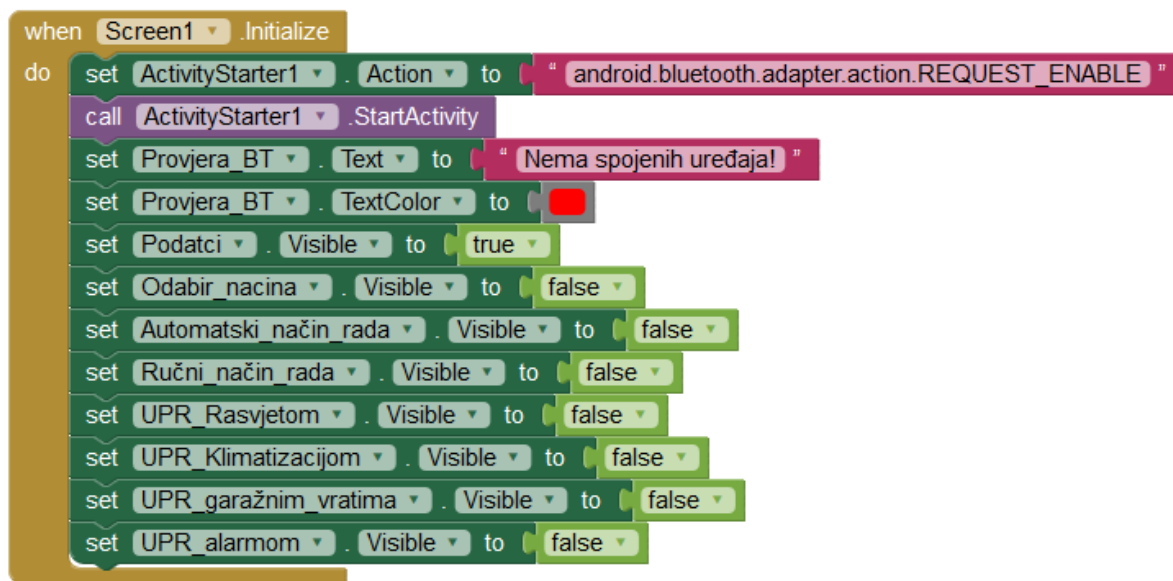 when Screen1 .Initialize
do set ActivityStarter1 . Action to " android.bluetooth.adapter.action.REQUEST_ENABLE "
call ActivityStarter1 .StartActivity
set Provjera_BT . Text to " Nema spojenih uređaja! "
set Provjera_BT . TextColor to
set Podatci . Visible to true
set Odabir_nacina . Visible to false
set Automatski_način_rada . Visible to false
set Ručni_način_rada . Visible to false
set UPR_Rasvjetom . Visible to false
set UPR_Klimatizacijom . Visible to false
set UPR_garažnim_vratima . Visible to false
set UPR_alarmom . Visible to false